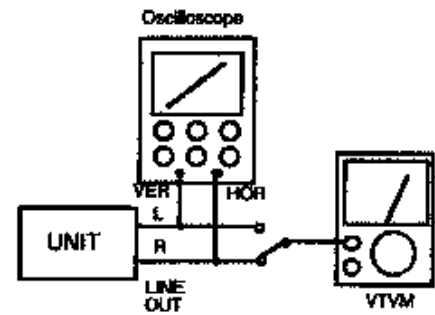 Oscilloscope
VER
HOR
L
UNIT
R
LINE
OUT
VTVM